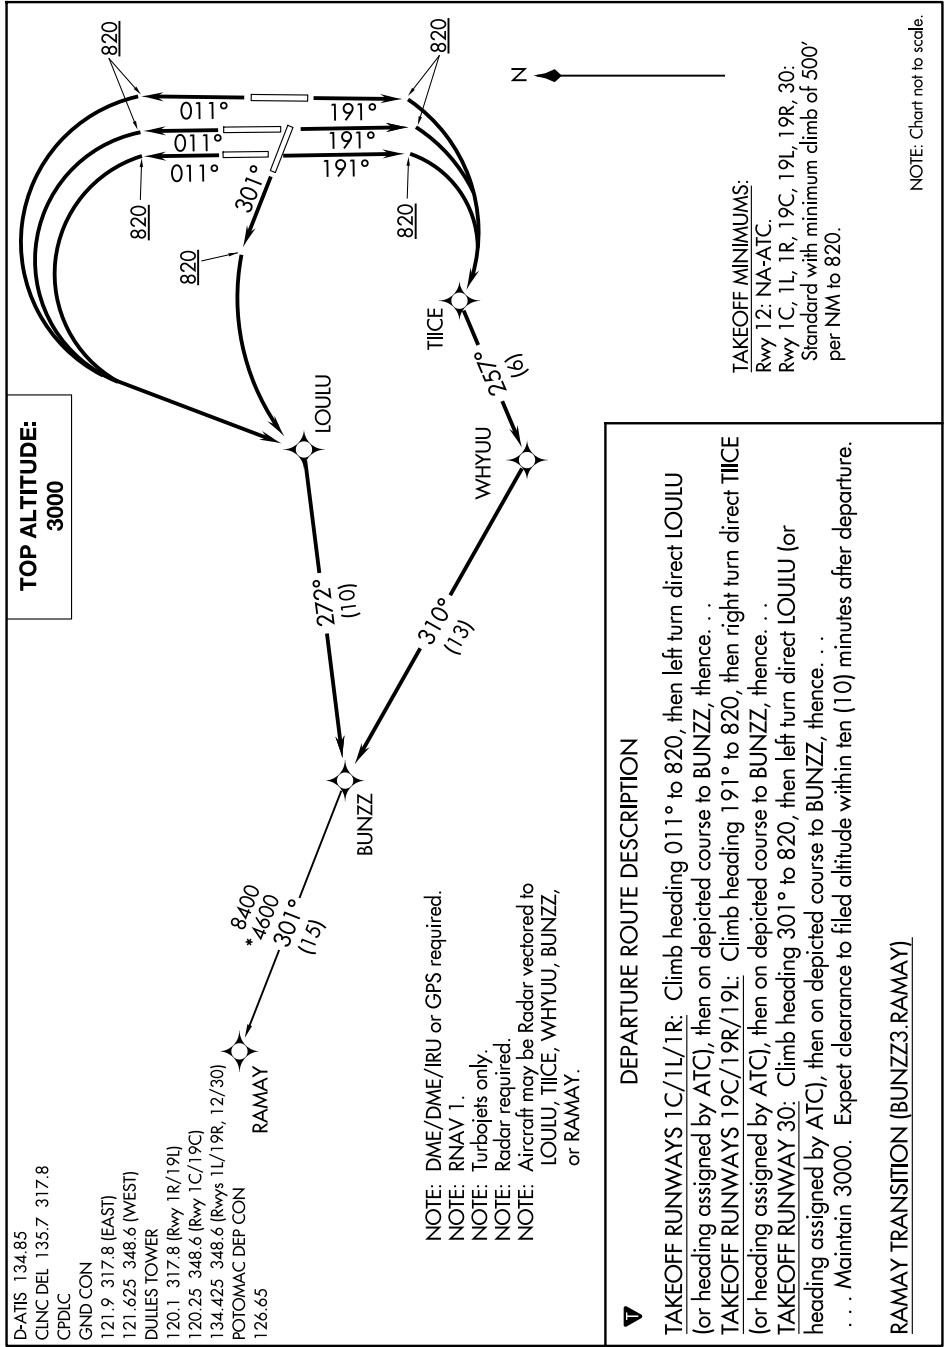 D-ATIS 134.85
CLNC DEL 135.7 317.8
CPDLC
GND CON
121.9 317.8 (EAST)
121.625 348.6 (WEST)
DULLES TOWER
120.1 317.8 (Rwy 1R/19L)
120.25 348.6 (Rwy 1C/19C)
134.425 348.6 (Rwys 1L/19R, 12/30)
POTOMAC DEP CON
126.65
TOP ALTITUDE:
3000
820
820
820
820
820
011°
011°
011°
191°
191°
191°
301°
N
RAMAY
* 8400
4600
301°
(15)
BUNZZ
272°
(10)
LOULU
310°
(13)
WHYUU
257°
(6)
TIICE
NOTE: DME/DME/IRU or GPS required.
NOTE: RNAV 1.
NOTE: Turbojets only.
NOTE: Radar required.
NOTE: Aircraft may be Radar vectored to
LOULU, TIICE, WHYUU, BUNZZ,
or RAMAY.
TAKEOFF MINIMUMS:
Rwy 12: NA-ATC.
Rwy 1C, 1L, 1R, 19C, 19L, 19R, 30:
Standard with minimum climb of 500'
per NM to 820.
NOTE: Chart not to scale.
T
DEPARTURE ROUTE DESCRIPTION
TAKEOFF RUNWAYS 1C/1L/1R: Climb heading 011° to 820, then left turn direct LOULU
(or heading assigned by ATC), then on depicted course to BUNZZ, thence. . .
TAKEOFF RUNWAYS 19C/19R/19L: Climb heading 191° to 820, then right turn direct TIICE
(or heading assigned by ATC), then on depicted course to BUNZZ, thence. . .
TAKEOFF RUNWAY 30: Climb heading 301° to 820, then left turn direct LOULU (or
heading assigned by ATC), then on depicted course to BUNZZ, thence. . .
. . . Maintain 3000. Expect clearance to filed altitude within ten (10) minutes after departure.
RAMAY TRANSITION (BUNZZ3.RAMAY)